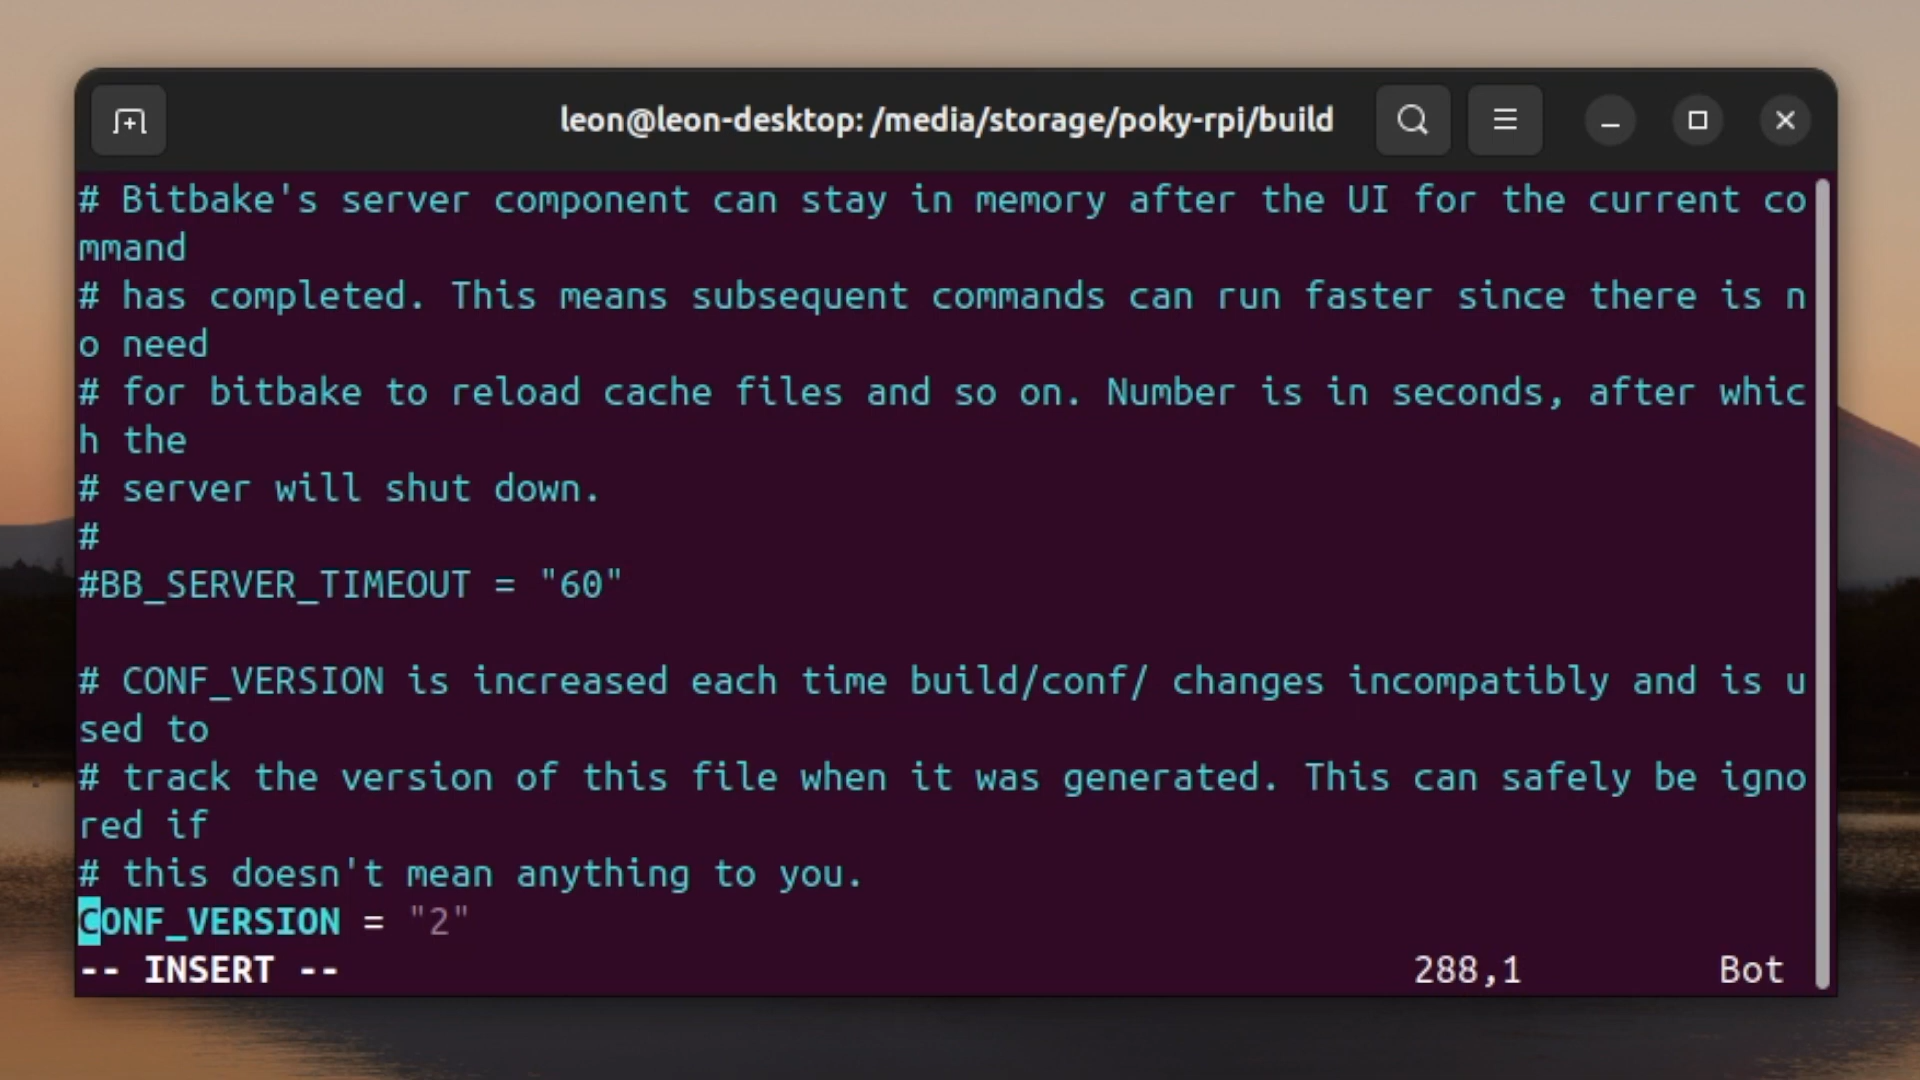 leon@leon-desktop: /media/storage/poky-rpi/build
# Bitbake's server component can stay in memory after the UI for the current co
mmand
# has completed. This means subsequent commands can run faster since there is n
o need
# for bitbake to reload cache files and so on. Number is in seconds, after whic
h the
# server will shut down.
#
#BB_SERVER_TIMEOUT = "60"
# CONF_VERSION is increased each time build/conf/ changes incompatibly and is u
sed to
# track the version of this file when it was generated. This can safely be igno
red if
# this doesn't mean anything to you.
CONF_VERSION = "2"
-- INSERT -- 288,1 Bot